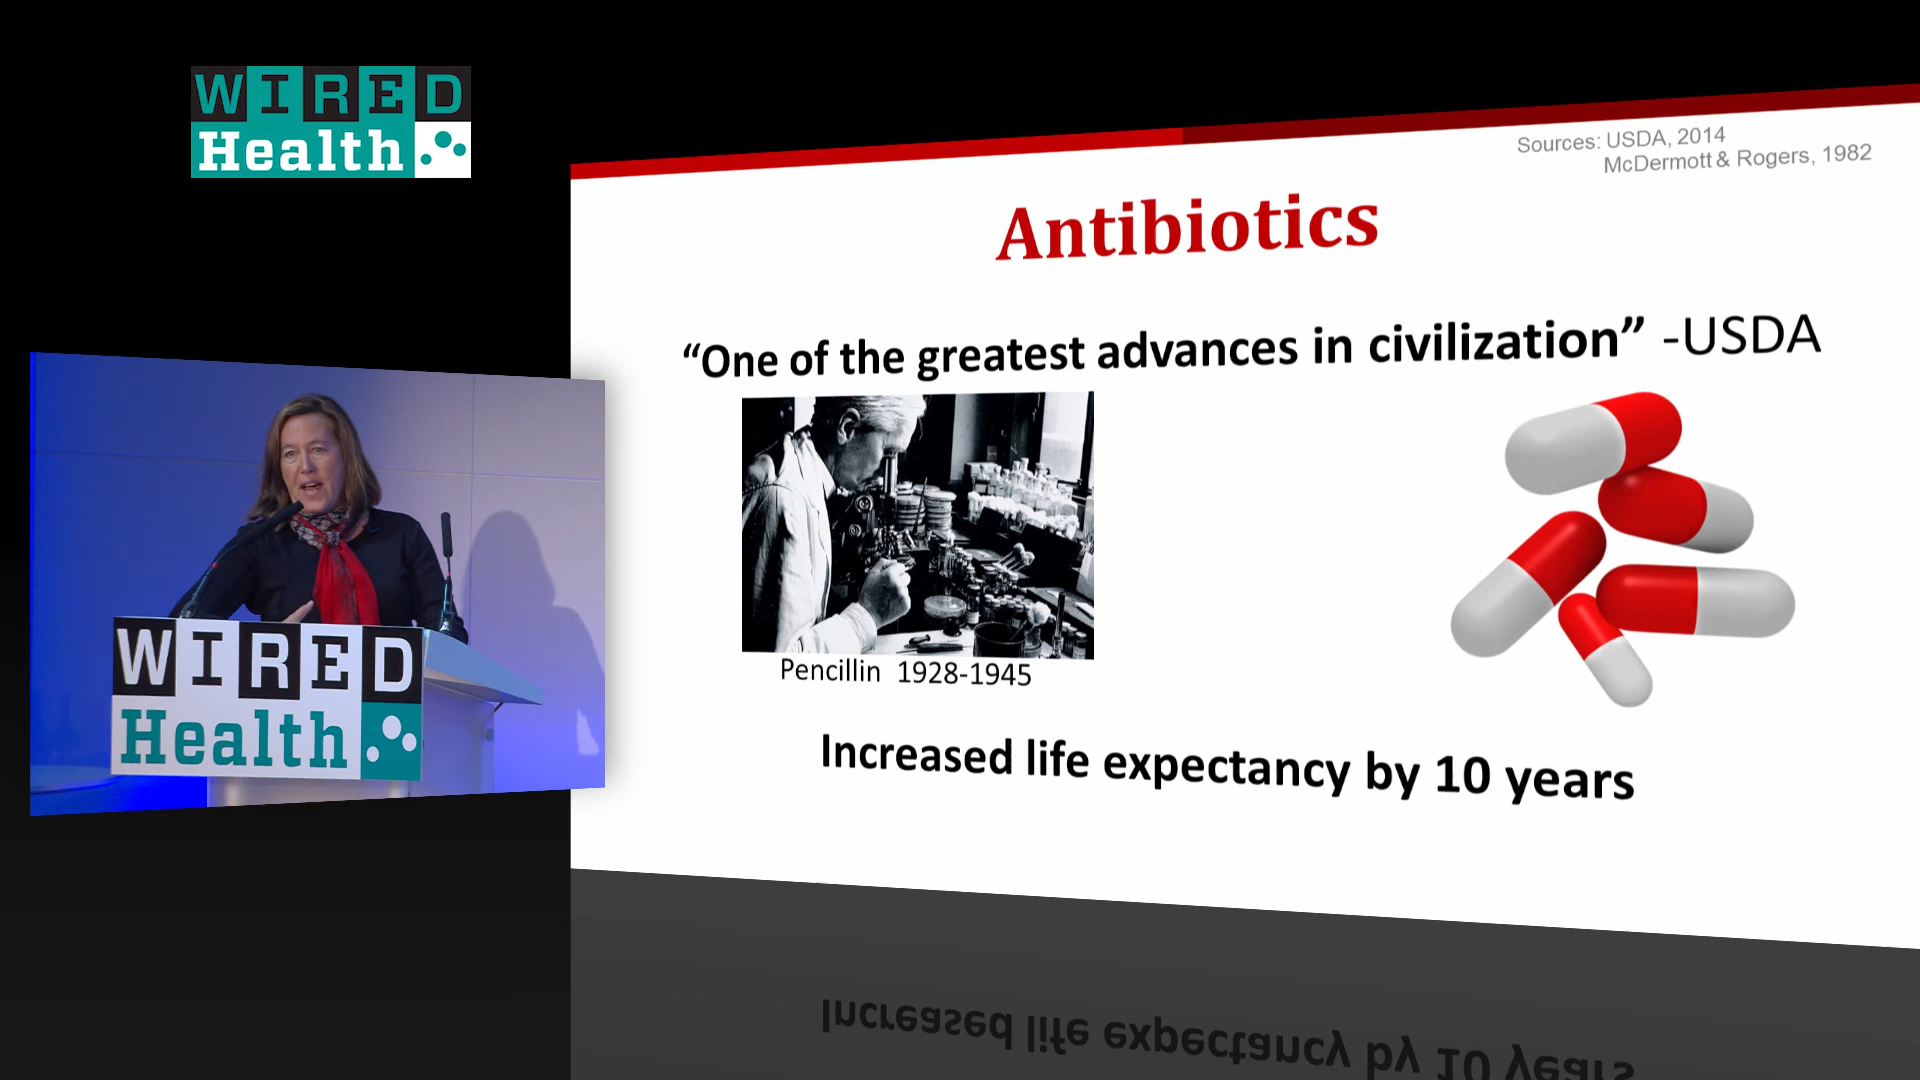 WIRED
Health
Sources: USDA, 2014
McDermott & Rogers, 1982
Antibiotics
“One of the greatest advances in civilization” -USDA
Pencillin 1928-1945
Increased life expectancy by 10 years
WIRED
Health
Increased life expectancy by 10 years